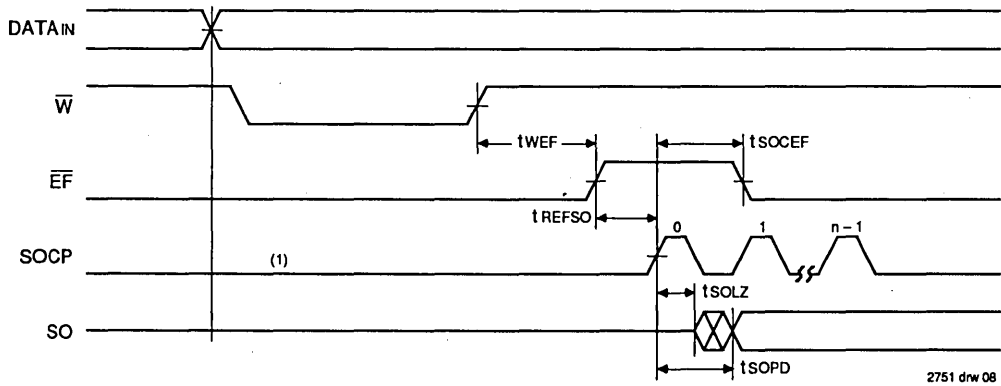 DATAIN
W
tWEF
tSOCEF
EF
tREFSO
0
1
n – 1
SOCP
(1)
tSOLZ
SO
tSOPD
2751 drw 08